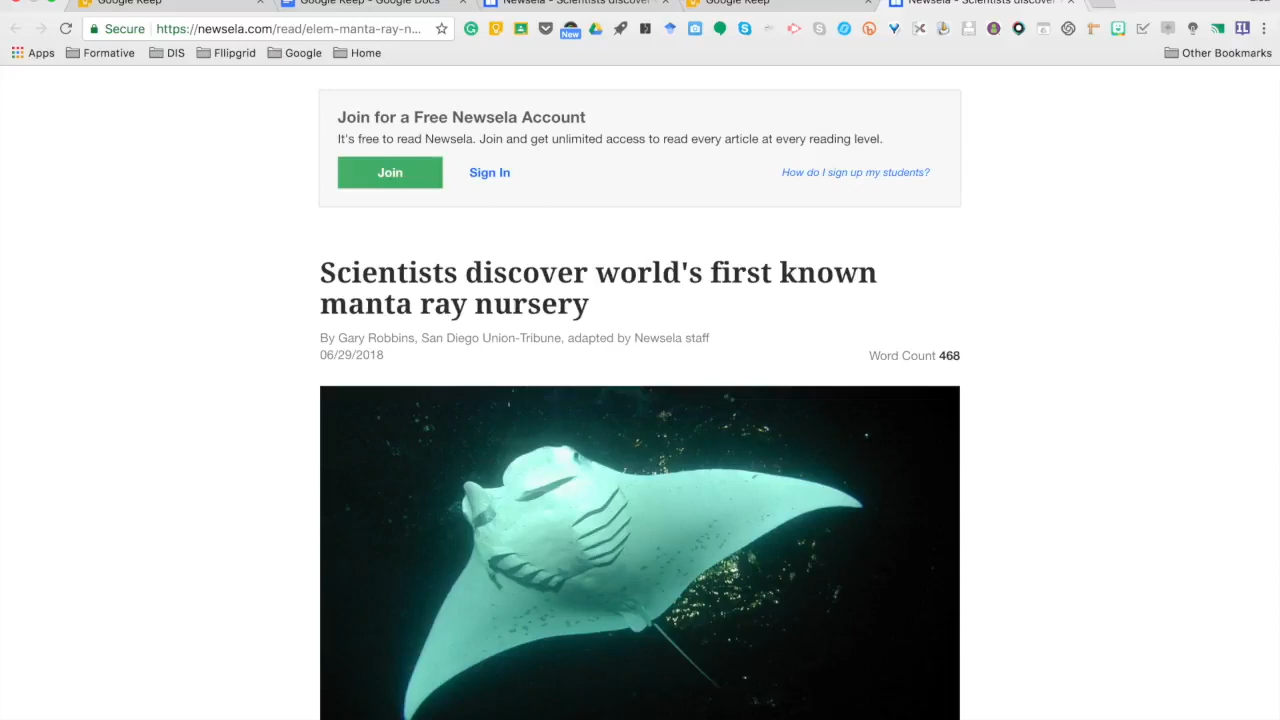 Google Keep
Google Keep - Google Docs
Newsela - Scientists discover
Google Keep
Newsela - Scientists discover
Secure
https://newsela.com/read/elem-manta-ray-n...
New
Apps
Formative
DIS
FlIipgrid
Google
Home
Other Bookmarks
Join for a Free Newsela Account
It's free to read Newsela. Join and get unlimited access to read every article at every reading level.
Join
Sign In
How do I sign up my students?
Scientists discover world's first known
manta ray nursery
By Gary Robbins, San Diego Union-Tribune, adapted by Newsela staff
06/29/2018
Word Count 468